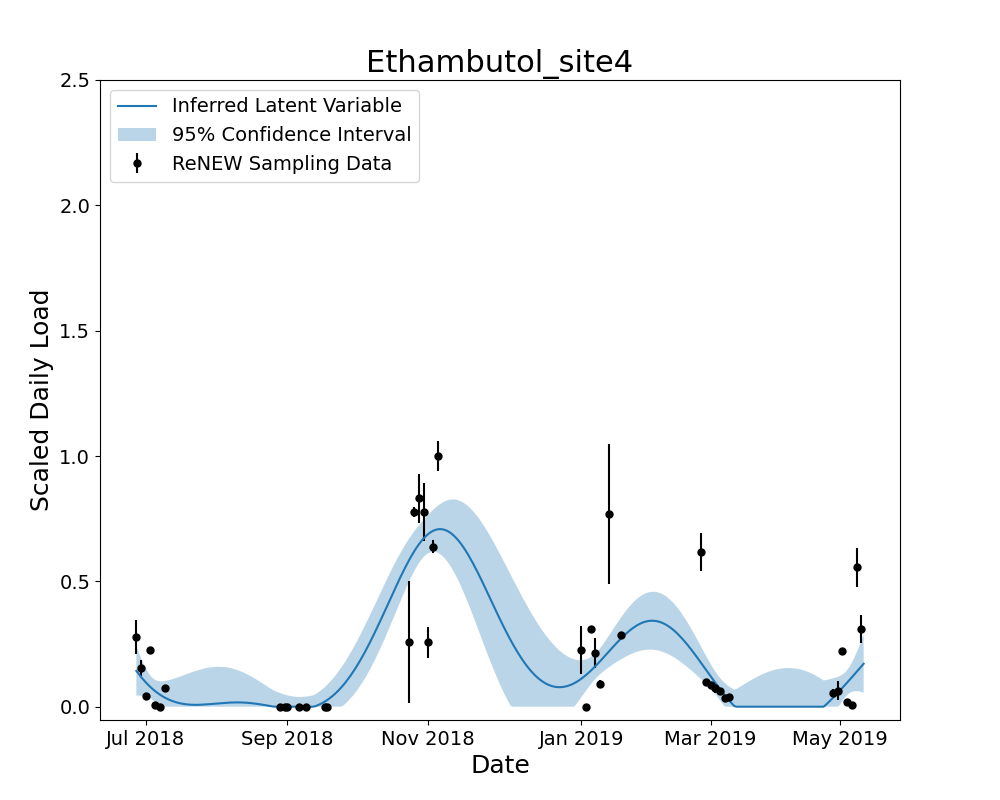 Ethambutol_site4
Inferred Latent Variable
95% Confidence Interval
ReNEW Sampling Data
Scaled Daily Load
2.5
2.0
1.5
1.0
0.5
0.0
Jul 2018 Sep 2018 Nov 2018 Jan 2019 Mar 2019 May 2019
Date